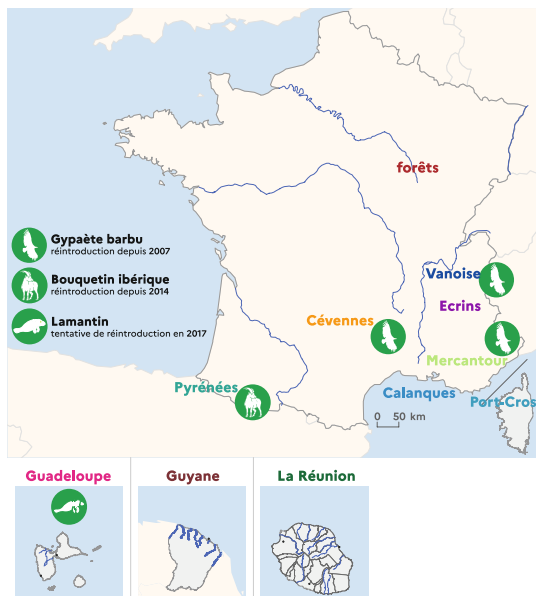 forêts
Gypaète barbu
réintroduction depuis 2007
Bouquetin ibérique
réintroduction depuis 2014
Lamantin
tentative de réintroduction en 2017
Vanoise
Ecrins
Cévennes
Mercantour
Pyrénées
Calanques
Port-Cros
0 50 km
Guadeloupe
Guyane
La Réunion